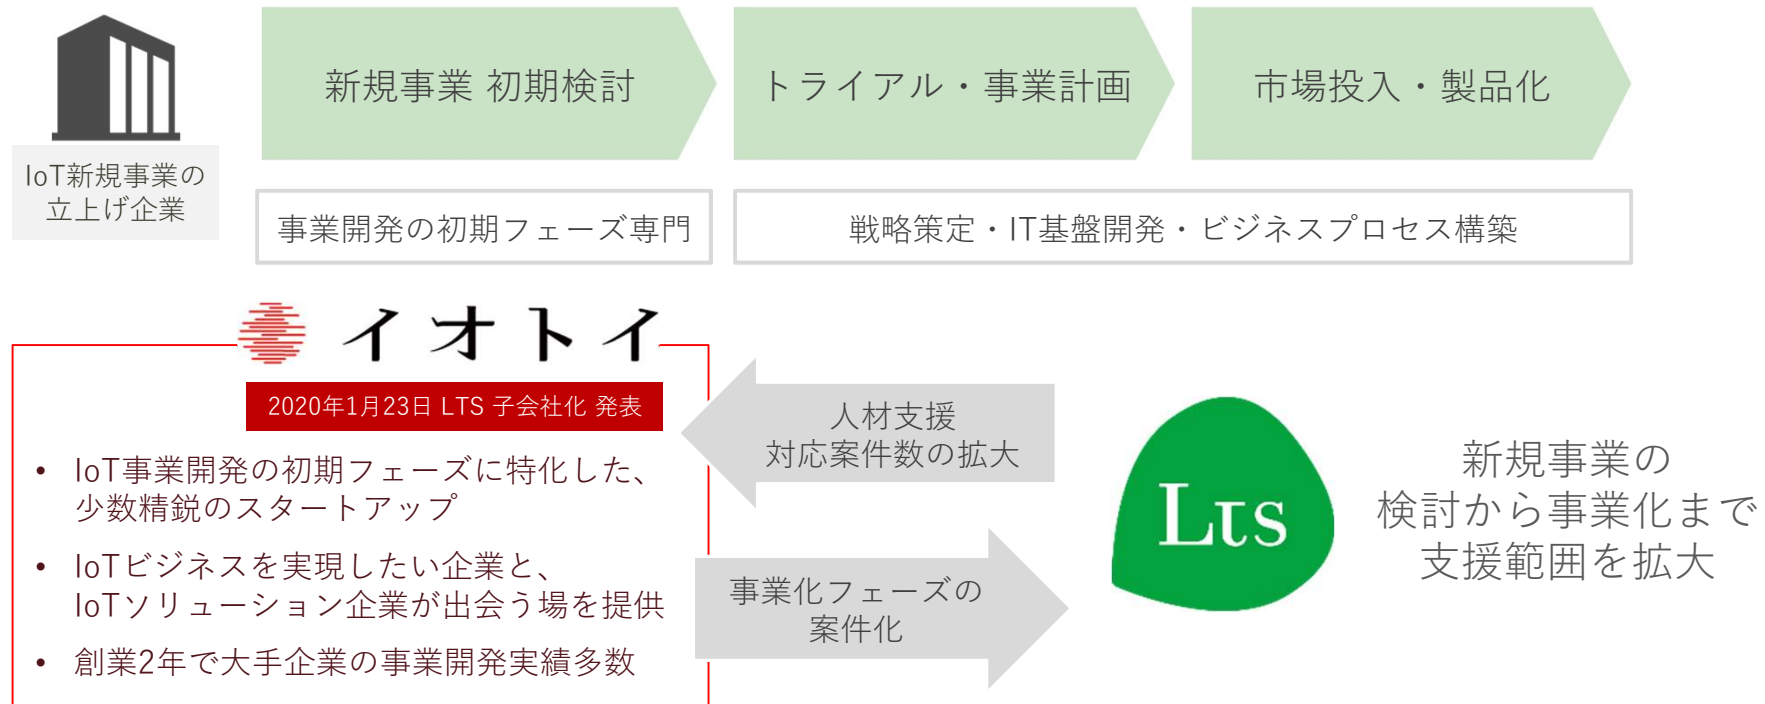 新規事業 初期検討
トライアル・事業計画
市場投入・製品化
IoT新規事業の
立上げ企業
事業開発の初期フェーズ専門
戦略策定・IT基盤開発・ビジネスプロセス構築
イオトイ
2020年1月23日 LTS 子会社化 発表
• IoT事業開発の初期フェーズに特化した、
少数精鋭のスタートアップ
• IoTビジネスを実現したい企業と、
IoTソリューション企業が出会う場を提供
• 創業2年で大手企業の事業開発実績多数
人材支援
対応案件数の拡大
事業化フェーズの
案件化
Lts
新規事業の
検討から事業化まで
支援範囲を拡大